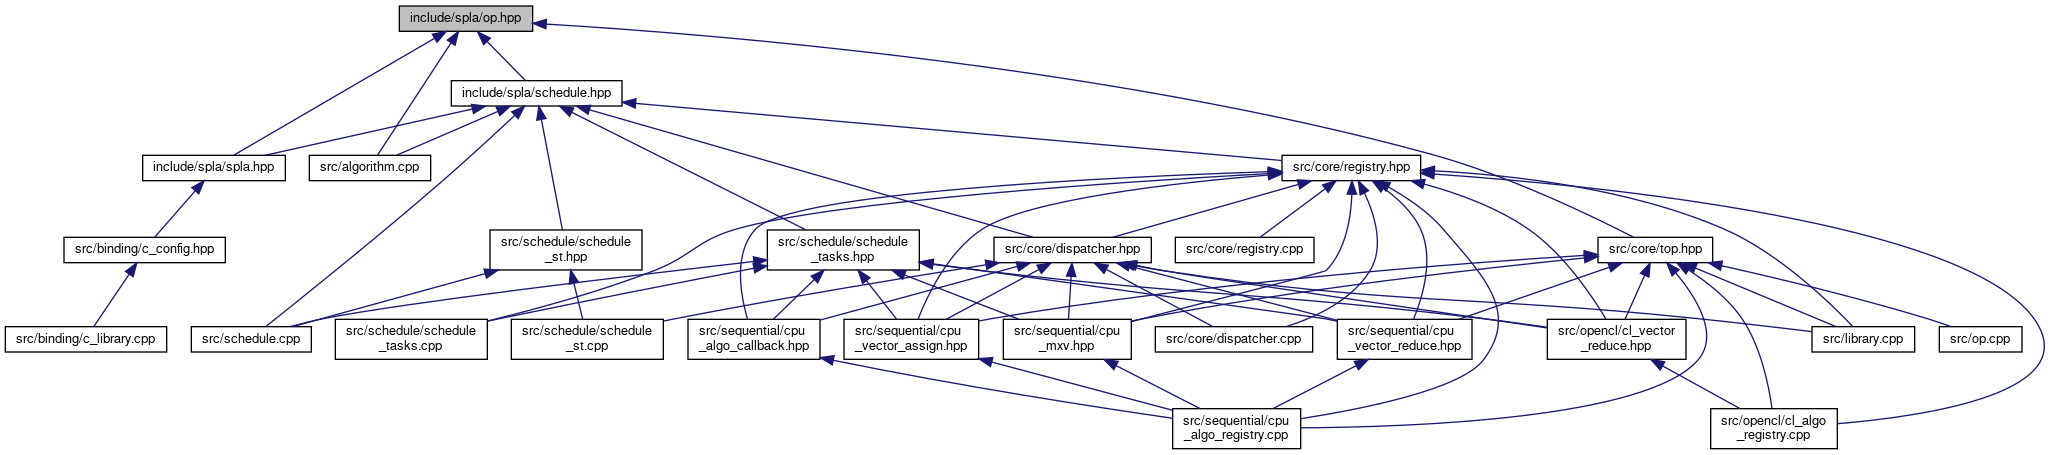 include/spla/op.hpp
include/spla/schedule.hpp
include/spla/spla.hpp
src/algorithm.cpp
src/core/registry.hpp
src/binding/c_config.hpp
src/schedule/schedule
_st.hpp
src/schedule/schedule
_tasks.hpp
src/core/dispatcher.hpp
src/core/registry.cpp
src/core/top.hpp
src/binding/c_library.cpp
src/schedule.cpp
src/schedule/schedule
_tasks.cpp
src/schedule/schedule
_st.cpp
src/sequential/cpu
_algo_callback.hpp
src/sequential/cpu
_vector_assign.hpp
src/sequential/cpu
_mxv.hpp
src/core/dispatcher.cpp
src/sequential/cpu
_vector_reduce.hpp
src/opencl/cl_vector
_reduce.hpp
src/library.cpp
src/op.cpp
src/sequential/cpu
_algo_registry.cpp
src/opencl/cl_algo
_registry.cpp